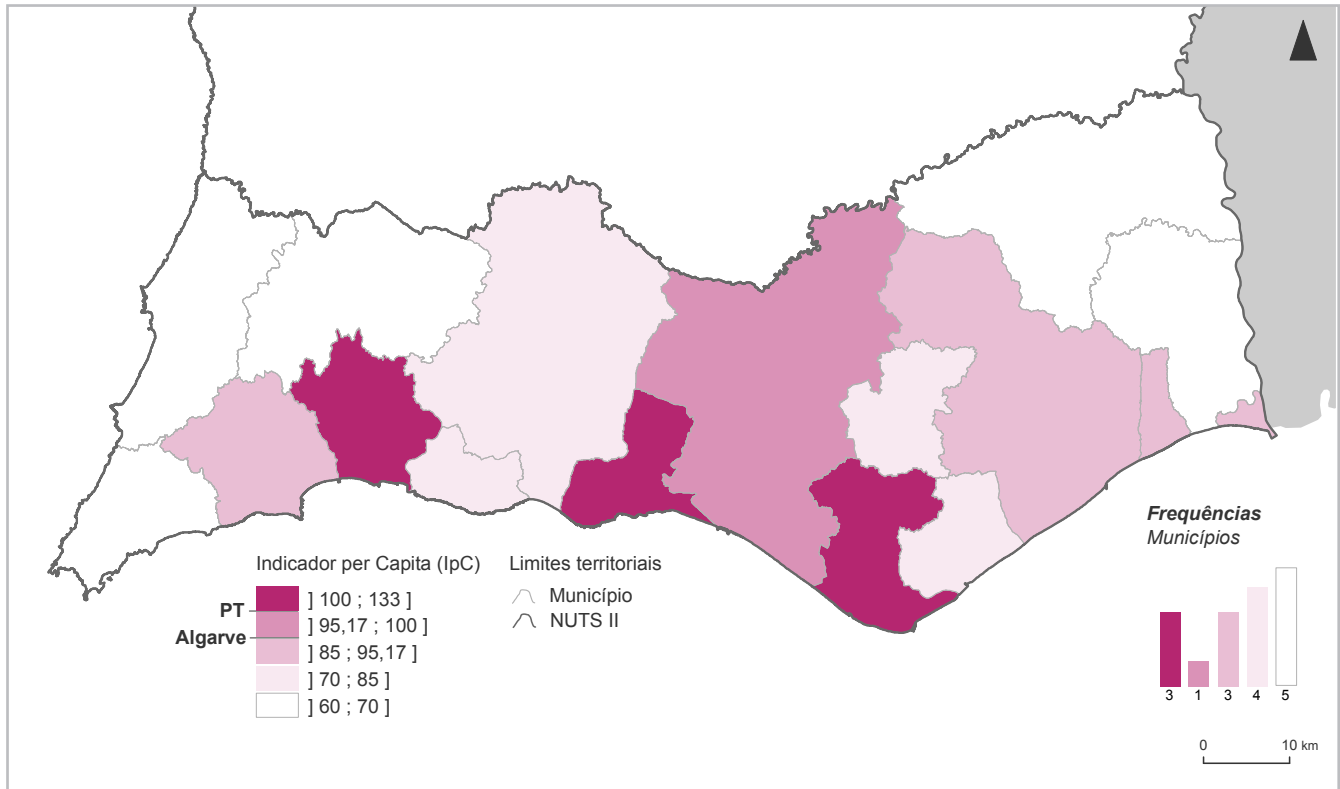 Indicador per Capita (IpC)
PT
Algarve
] 100 ; 133 ]
] 95,17 ; 100 ]
] 85 ; 95,17 ]
] 70 ; 85 ]
] 60 ; 70 ]
Limites territoriais
Município
NUTS II
Frequências
Municípios
3 1 3 4 5
0 10 km